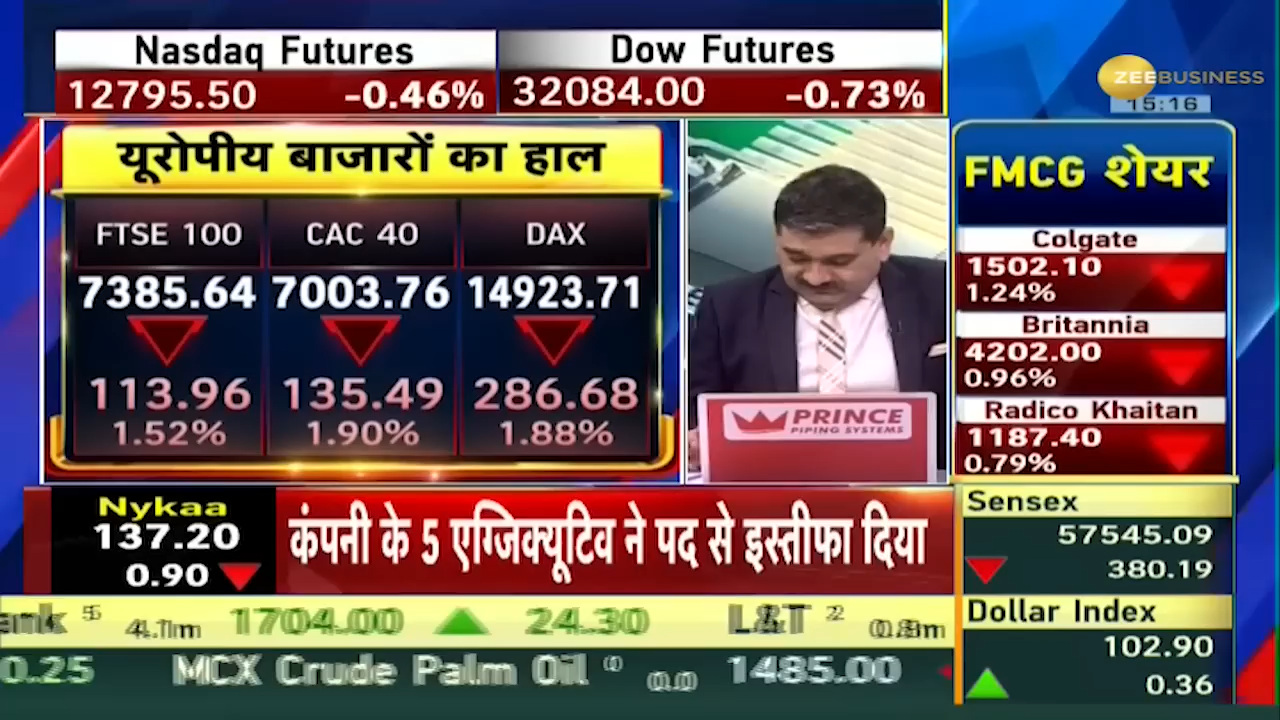 Nasdaq Futures
12795.50 -0.46%
Dow Futures
32084.00 -0.73%
ZEEBUSINESS
15:16
यूरोपीय बाजारों का हाल
FTSE 100 CAC 40 DAX
7385.64 7003.76 14923.71
113.96 135.49 286.68
1.52% 1.90% 1.88%
PRINCE
PIPING SYSTEMS
FMCG शेयर
Colgate
1502.10
1.24%
Britannia
4202.00
0.96%
Radico Khaitan
1187.40
0.79%
Nykaa
137.20
0.90
कंपनी के 5 एग्जिक्यूटिव ने पद से इस्तीफा दिया
Sensex
57545.09
380.19
Dollar Index
102.90
0.36
1704.00 24.30 L&T
0.25 MCX Crude Palm Oil 0.0 1485.00